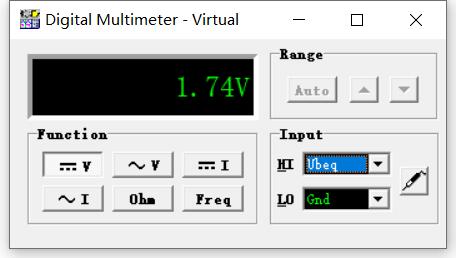 Digital Multimeter - Virtual
1.74V
Range
Auto
Function
V
V
I
I
Ohm
Freq
Input
HI Ubeq
LO Gnd